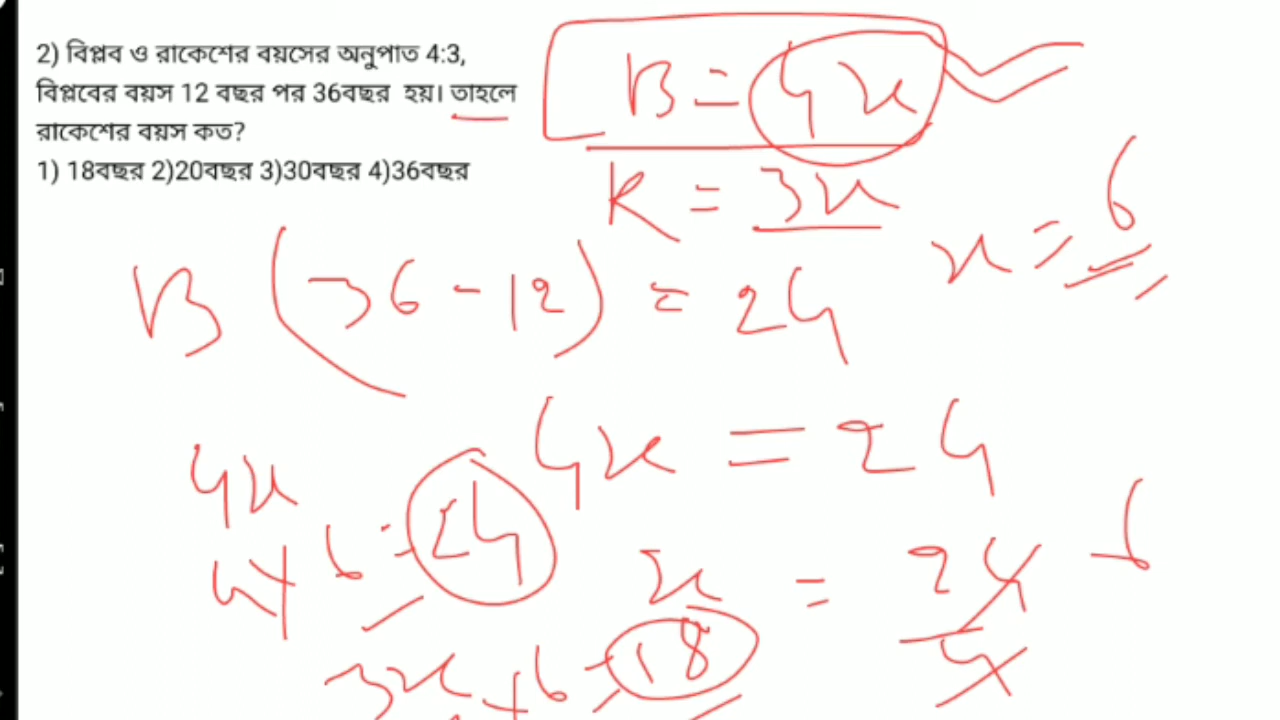 2) বিপ্লব ও রাকেশের বয়সের অনুপাত 4:3,
বিপ্লবের বয়স 12 বছর পর 36বছর হয়। তাহলে
রাকেশের বয়স কত?
1) 18বছর 2)20বছর 3)30বছর 4)36বছর
B = 4x
K = 3x
x = 6
B (36 - 12) = 24
4x = 24
4x
4x 6 = 24
x = 24/4 6
3x x 6 = 18